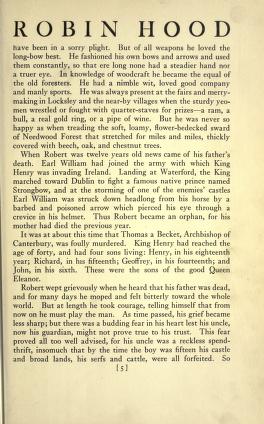 ROBIN HOOD
have been in a sorry plight. But of all weapons he loved the
long-bow best. He fashioned his own bows and arrows and used
them constantly, so that ere long none had a steadier hand nor
a truer eye. In knowledge of woodcraft he became the equal of
the old foresters. He had a nimble wit, loved good company
and manly sports. He was always present at the fairs and merry-
making in Locksley and the near-by villages when the sturdy yeo-
men wrestled or fought with quarter-staves for prizes—a ram, a
bull, a real gold ring, or a pipe of wine. But he was never so
happy as when treading the soft, loamy, flower-bedecked sward
of Needwood Forest that stretched for miles and miles, thickly
covered with beech, oak, and chestnut trees.
When Robert was twelve years old news came of his father's
death. Earl William had joined the army with which King
Henry was invading Ireland. Landing at Waterford, the King
marched toward Dublin to fight a famous native prince named
Strongbow, and at the storming of one of the enemies' castles
Earl William was struck down headlong from his horse by a
barbed and poisoned arrow which pierced his eye through a
crevice in his helmet. Thus Robert became an orphan, for his
mother had died the previous year.
It was at about this time that Thomas a Becket, Archbishop of
Canterbury, was foully murdered. King Henry had reached the
age of forty, and had four sons living: Henry, in his eighteenth
year; Richard, in his fifteenth; Geoffrey, in his fourteenth; and
John, in his sixth. These were the sons of the good Queen
Eleanor.
Robert wept grievously when he heard that his father was dead,
and for many days he moped and felt bitterly toward the whole
world. But at length he took courage, telling himself that from
now on he must play the man. As time passed, his grief became
less sharp; but there was a budding fear in his heart lest his uncle,
now his guardian, might not prove true to his trust. This fear
proved all too well advised, for his uncle was a reckless spend-
thrift, insomuch that by the time the boy was fifteen his castle
and broad lands, his serfs and cattle, were all forfeited. So
[5]